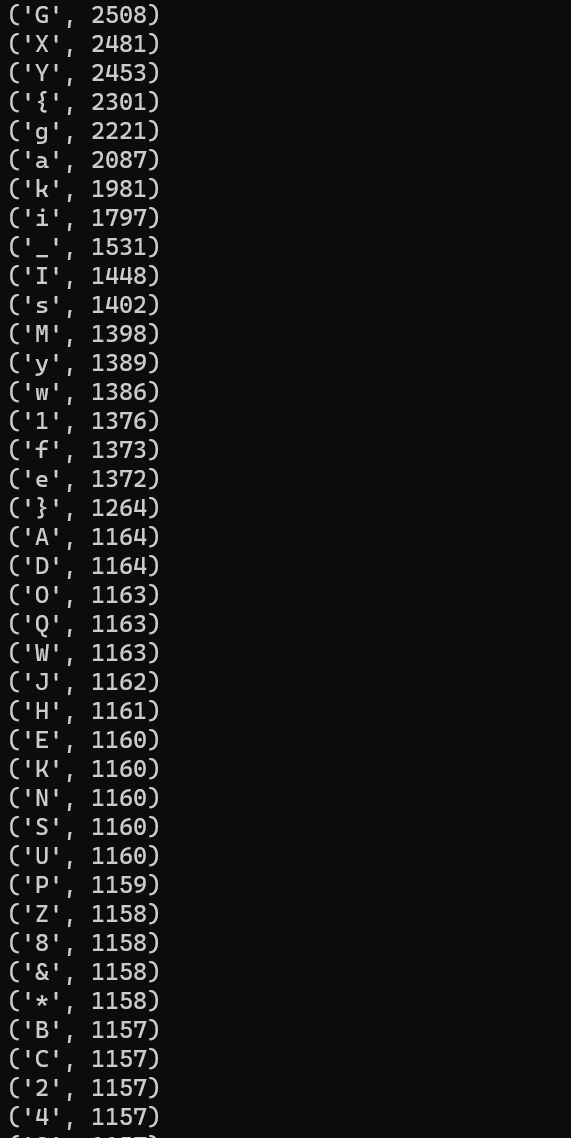 ('G', 2508)
('X', 2481)
('Y', 2453)
('{', 2301)
('g', 2221)
('a', 2087)
('k', 1981)
('i', 1797)
('_', 1531)
('I', 1448)
('s', 1402)
('M', 1398)
('y', 1389)
('w', 1386)
('1', 1376)
('f', 1373)
('e', 1372)
('}', 1264)
('A', 1164)
('D', 1164)
('O', 1163)
('Q', 1163)
('W', 1163)
('J', 1162)
('H', 1161)
('E', 1160)
('K', 1160)
('N', 1160)
('S', 1160)
('U', 1160)
('P', 1159)
('Z', 1158)
('8', 1158)
('&', 1158)
('*', 1158)
('B', 1157)
('C', 1157)
('2', 1157)
('4', 1157)